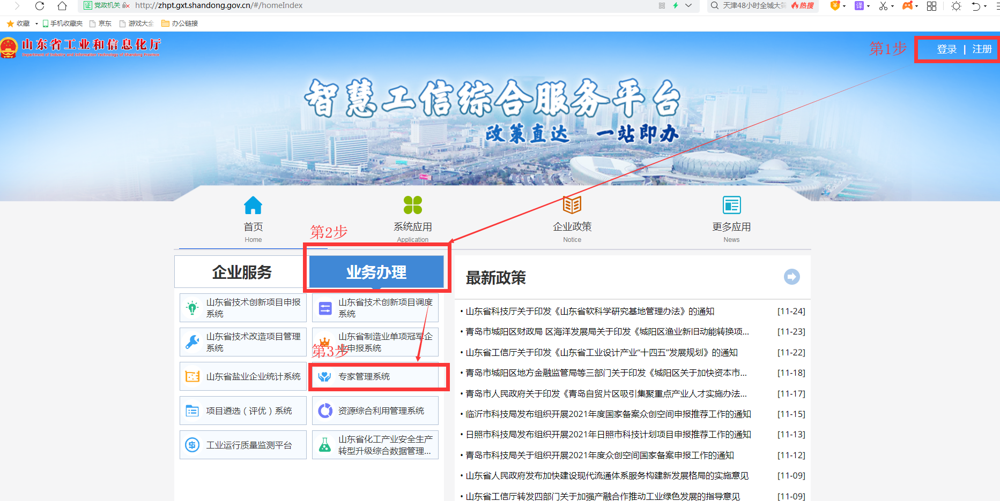 证 党政机关 http://zhpt.gxt.shandong.gov.cn/#/homeIndex
天津48小时全城大筛 热搜
译
收藏 手机收藏夹 京东 游戏大全 办公链接
山东省工业和信息化厅
Department of Industry and Information Technology of Shandong Province
第1步 登录 | 注册
智慧工信综合服务平台
政策直达 一站即办
首页 系统应用 企业政策 更多应用
Home Application Notice News
第2步
企业服务 业务办理
山东省技术创新项目申报
系统
山东省技术创新项目调度
系统
山东省技术改造项目管理
系统
山东省制造业单项冠军企
业申报系统
第3步
山东省盐业企业统计系统
专家管理系统
项目遴选（评优）系统
资源综合利用管理系统
工业运行质量监测平台
山东省化工产业安全生产
转型升级综合数据管理...
最新政策
• 山东省科技厅关于印发《山东省软科学研究基地管理办法》的通知 [11-24]
• 青岛市城阳区财政局 区海洋发展局关于印发《城阳区渔业新旧动能转换项... [11-23]
• 山东省工信厅关于印发《山东省工业设计产业“十四五”发展规划》的通知 [11-22]
• 青岛市城阳区地方金融监管局等三部门关于印发《城阳区关于加快资本市... [11-18]
• 青岛市人民政府关于印发《青岛自贸片区吸引集聚重点产业人才实施办法... [11-17]
• 临沂市科技局发布组织开展2021年度国家备案众创空间申报推荐工作的通知 [11-15]
• 日照市科技局发布组织开展2021年日照市科技计划项目申报推荐工作的通知 [11-13]
• 青岛市科技局关于组织开展2021年度众创空间国家备案申报工作的通知 [11-12]
• 山东省人民政府发布加快建设现代流通体系服务构建新发展格局的实施意见 [11-09]
• 山东省工信厅转发四部门关于加强产融合作推动工业绿色发展的指导意见 [11-09]